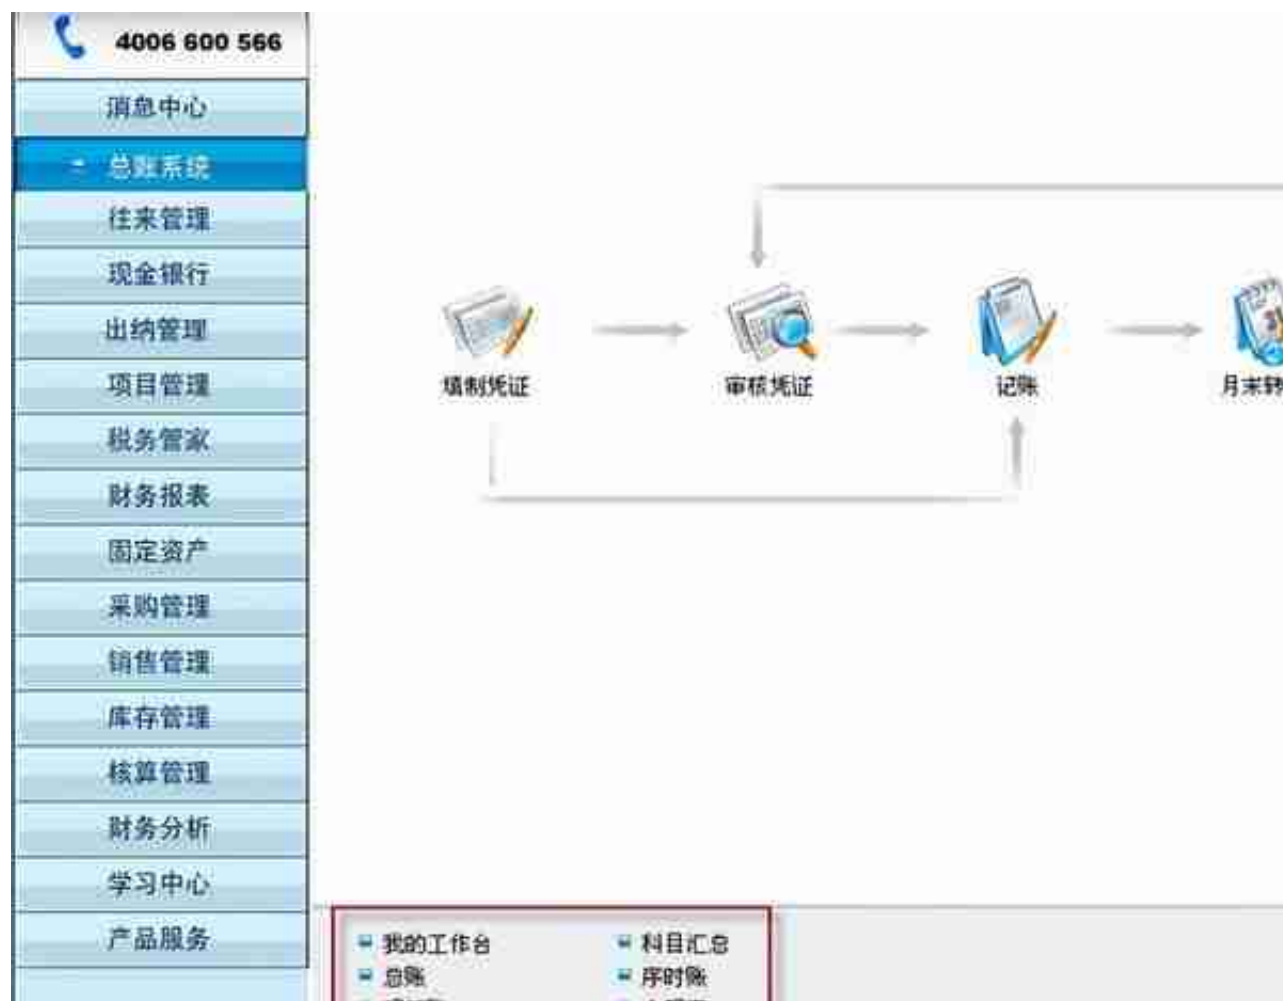 4006 600 566
消息中心
总账系统
往来管理
现金银行
出纳管理
项目管理
税务管家
财务报表
固定资产
采购管理
销售管理
库存管理
核算管理
财务分析
学习中心
产品服务
填制凭证
审核凭证
记账
月末转
我的工作台
科目汇总
总账
序时账